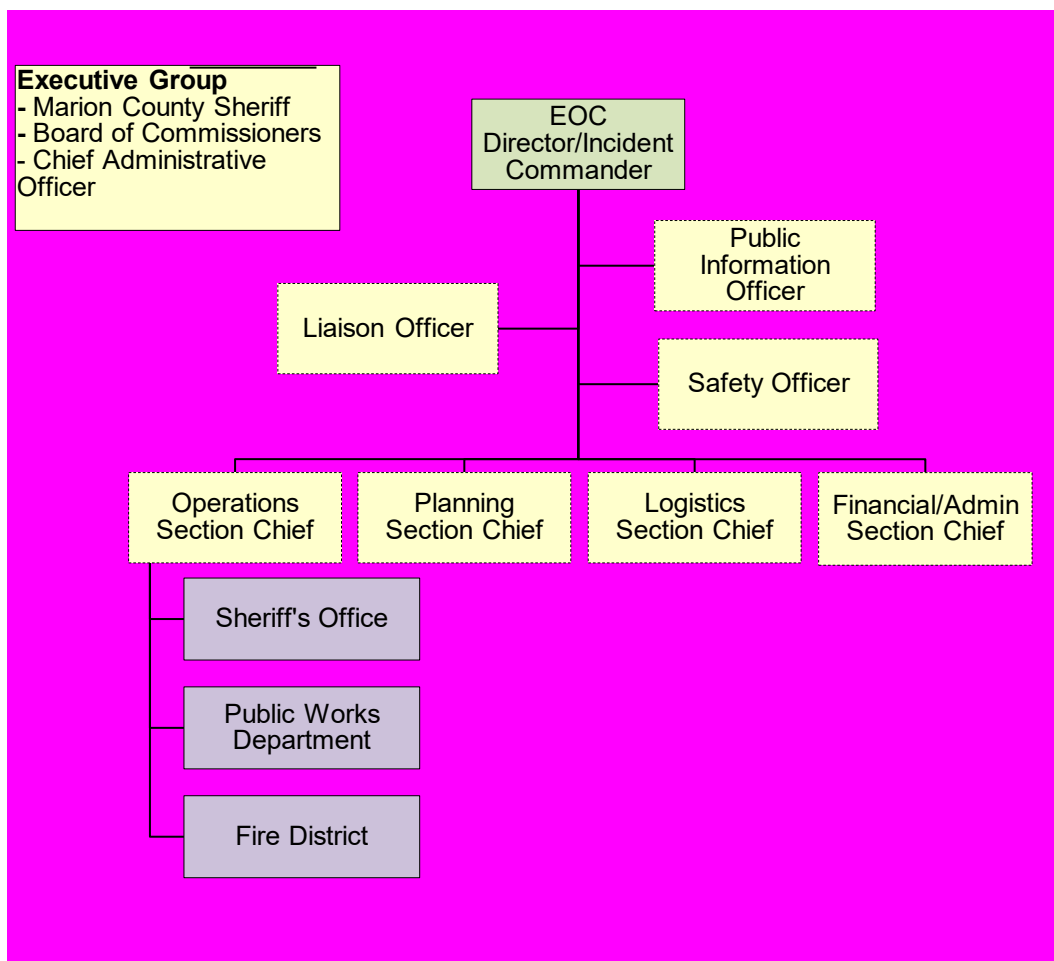 Executive Group
- Marion County Sheriff
- Board of Commissioners
- Chief Administrative
Officer
EOC
Director/Incident
Commander
Public
Information
Officer
Liaison Officer
Safety Officer
Operations
Section Chief
Planning
Section Chief
Logistics
Section Chief
Financial/Admin
Section Chief
Sheriff's Office
Public Works
Department
Fire District